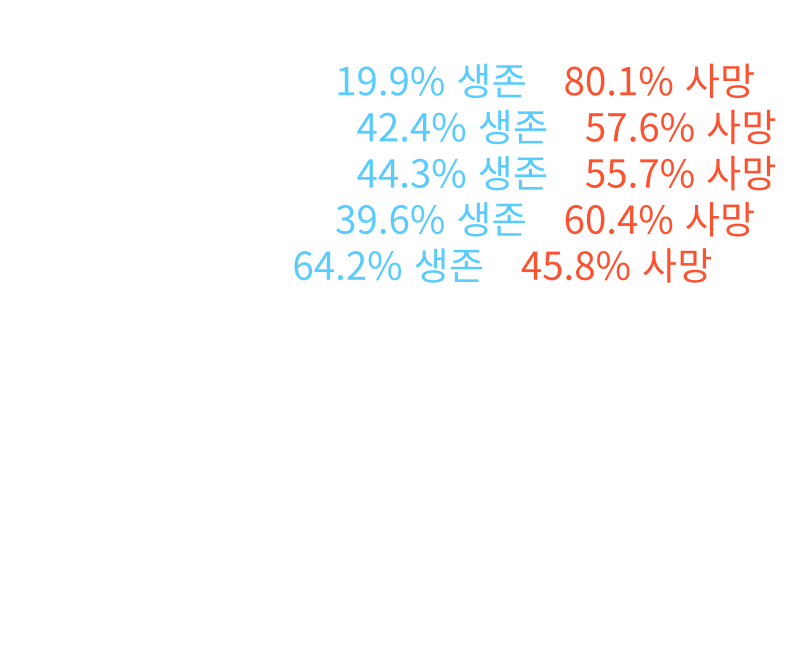 19.9% 생존 80.1% 사망
42.4% 생존 57.6% 사망
44.3% 생존 55.7% 사망
39.6% 생존 60.4% 사망
64.2% 생존 45.8% 사망